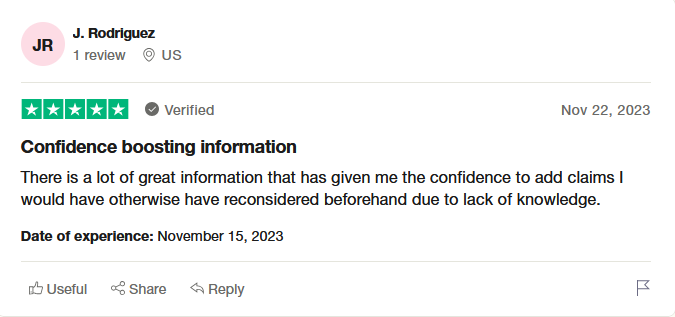 JR
J. Rodriguez
1 review US
Verified Nov 22, 2023
Confidence boosting information
There is a lot of great information that has given me the confidence to add claims I
would have otherwise have reconsidered beforehand due to lack of knowledge.
Date of experience: November 15, 2023
Useful Share Reply